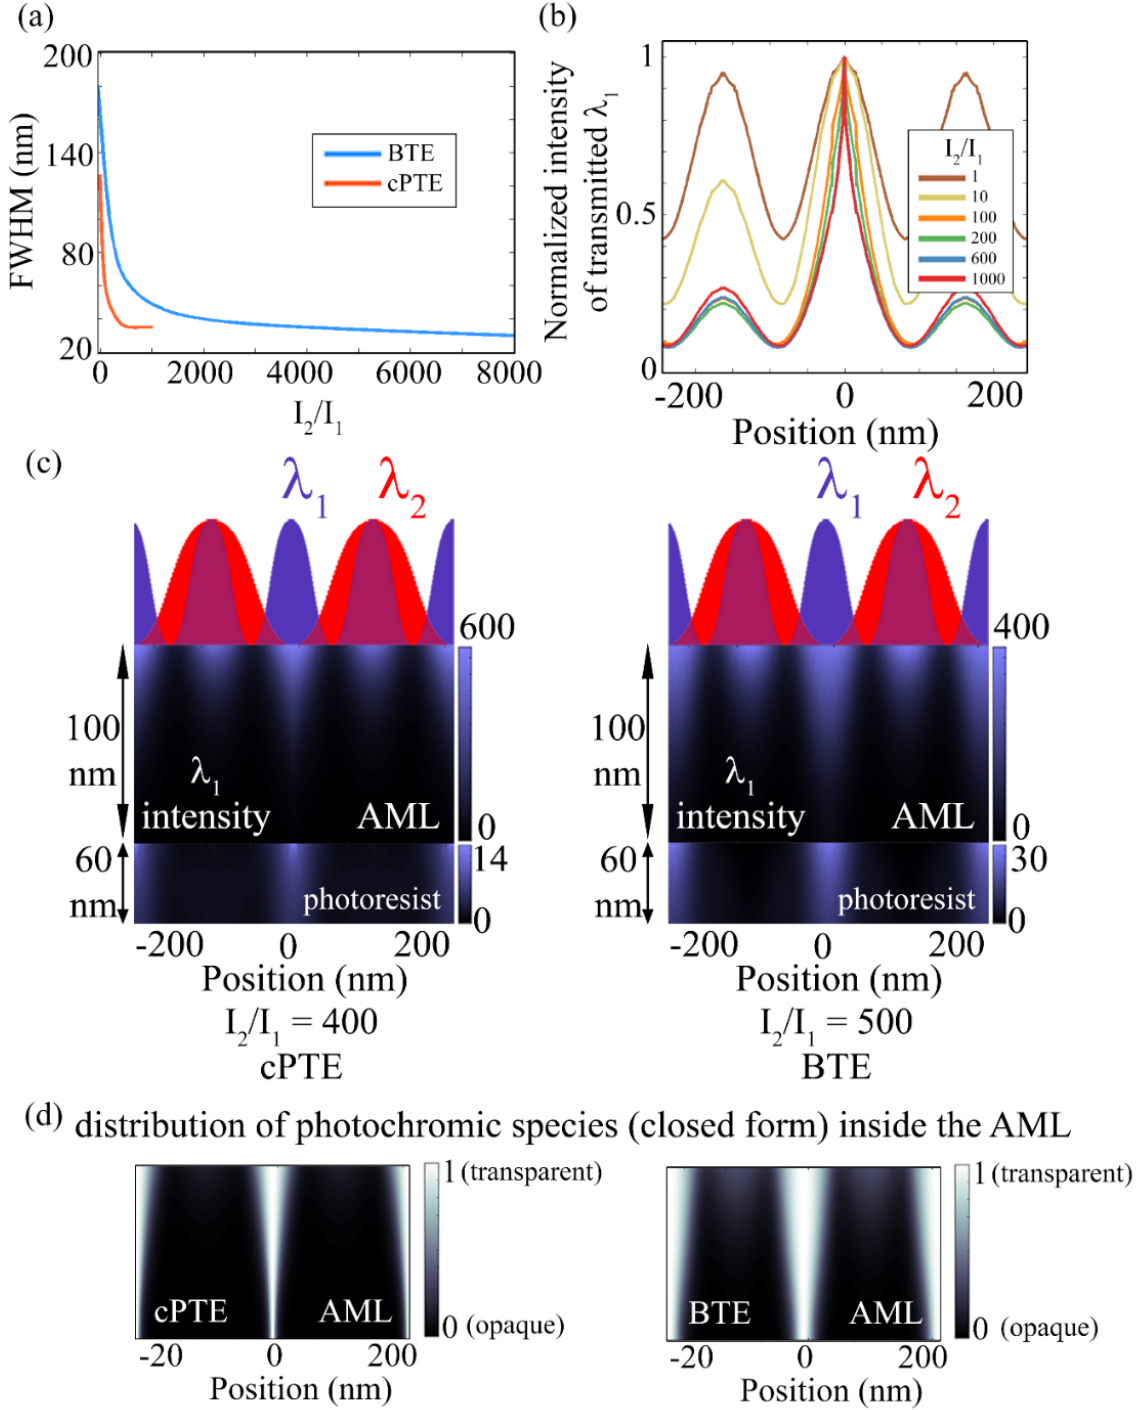 (a)
200
140
80
20
FWHM (nm)
BTE
cPTE
0 2000 4000 6000 8000
I2/I1
(b)
Normalized intensity
of transmitted λ1
1
0.5
0
I2/I1
1
10
100
200
600
1000
-200 0 200
Position (nm)
(c)
λ1 λ2
600
100
nm
λ1
intensity
AML
0
60
nm
14
photoresist
0
-200 0 200
Position (nm)
I2/I1 = 400
cPTE
λ1 λ2
400
100
nm
λ1
intensity
AML
0
60
nm
30
photoresist
0
-200 0 200
Position (nm)
I2/I1 = 500
BTE
(d) distribution of photochromic species (closed form) inside the AML
1 (transparent)
cPTE AML
0 (opaque)
-20 0 200
Position (nm)
1 (transparent)
BTE AML
0 (opaque)
-20 0 200
Position (nm)